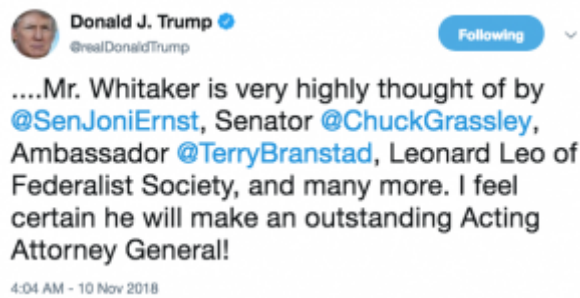 Donald J. Trump
@realDonaldTrump
Following
....Mr. Whitaker is very highly thought of by
@SenJoniErnst, Senator @ChuckGrassley,
Ambassador @TerryBranstad, Leonard Leo of
Federalist Society, and many more. I feel
certain he will make an outstanding Acting
Attorney General!
4:04 AM - 10 Nov 2018